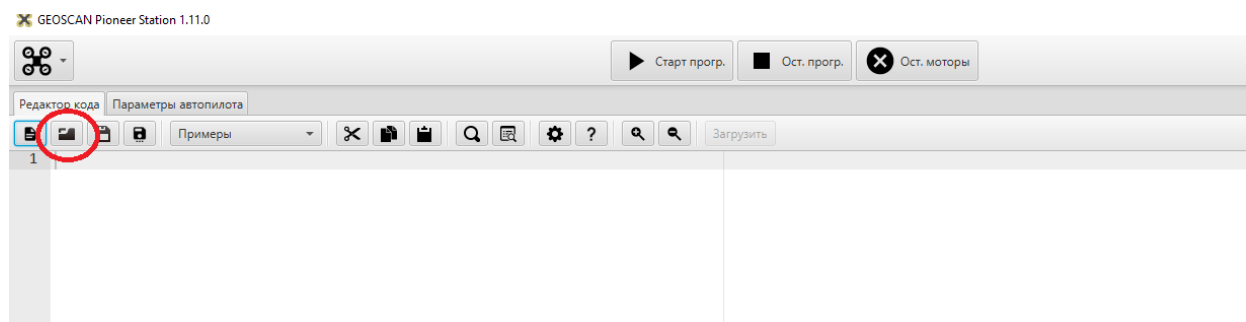 GEOSCAN Pioneer Station 1.11.0
Старт прогр. Ост. прогр. Ост. моторы
Редактор кода Параметры автопилота
Примеры ? Загрузить
1